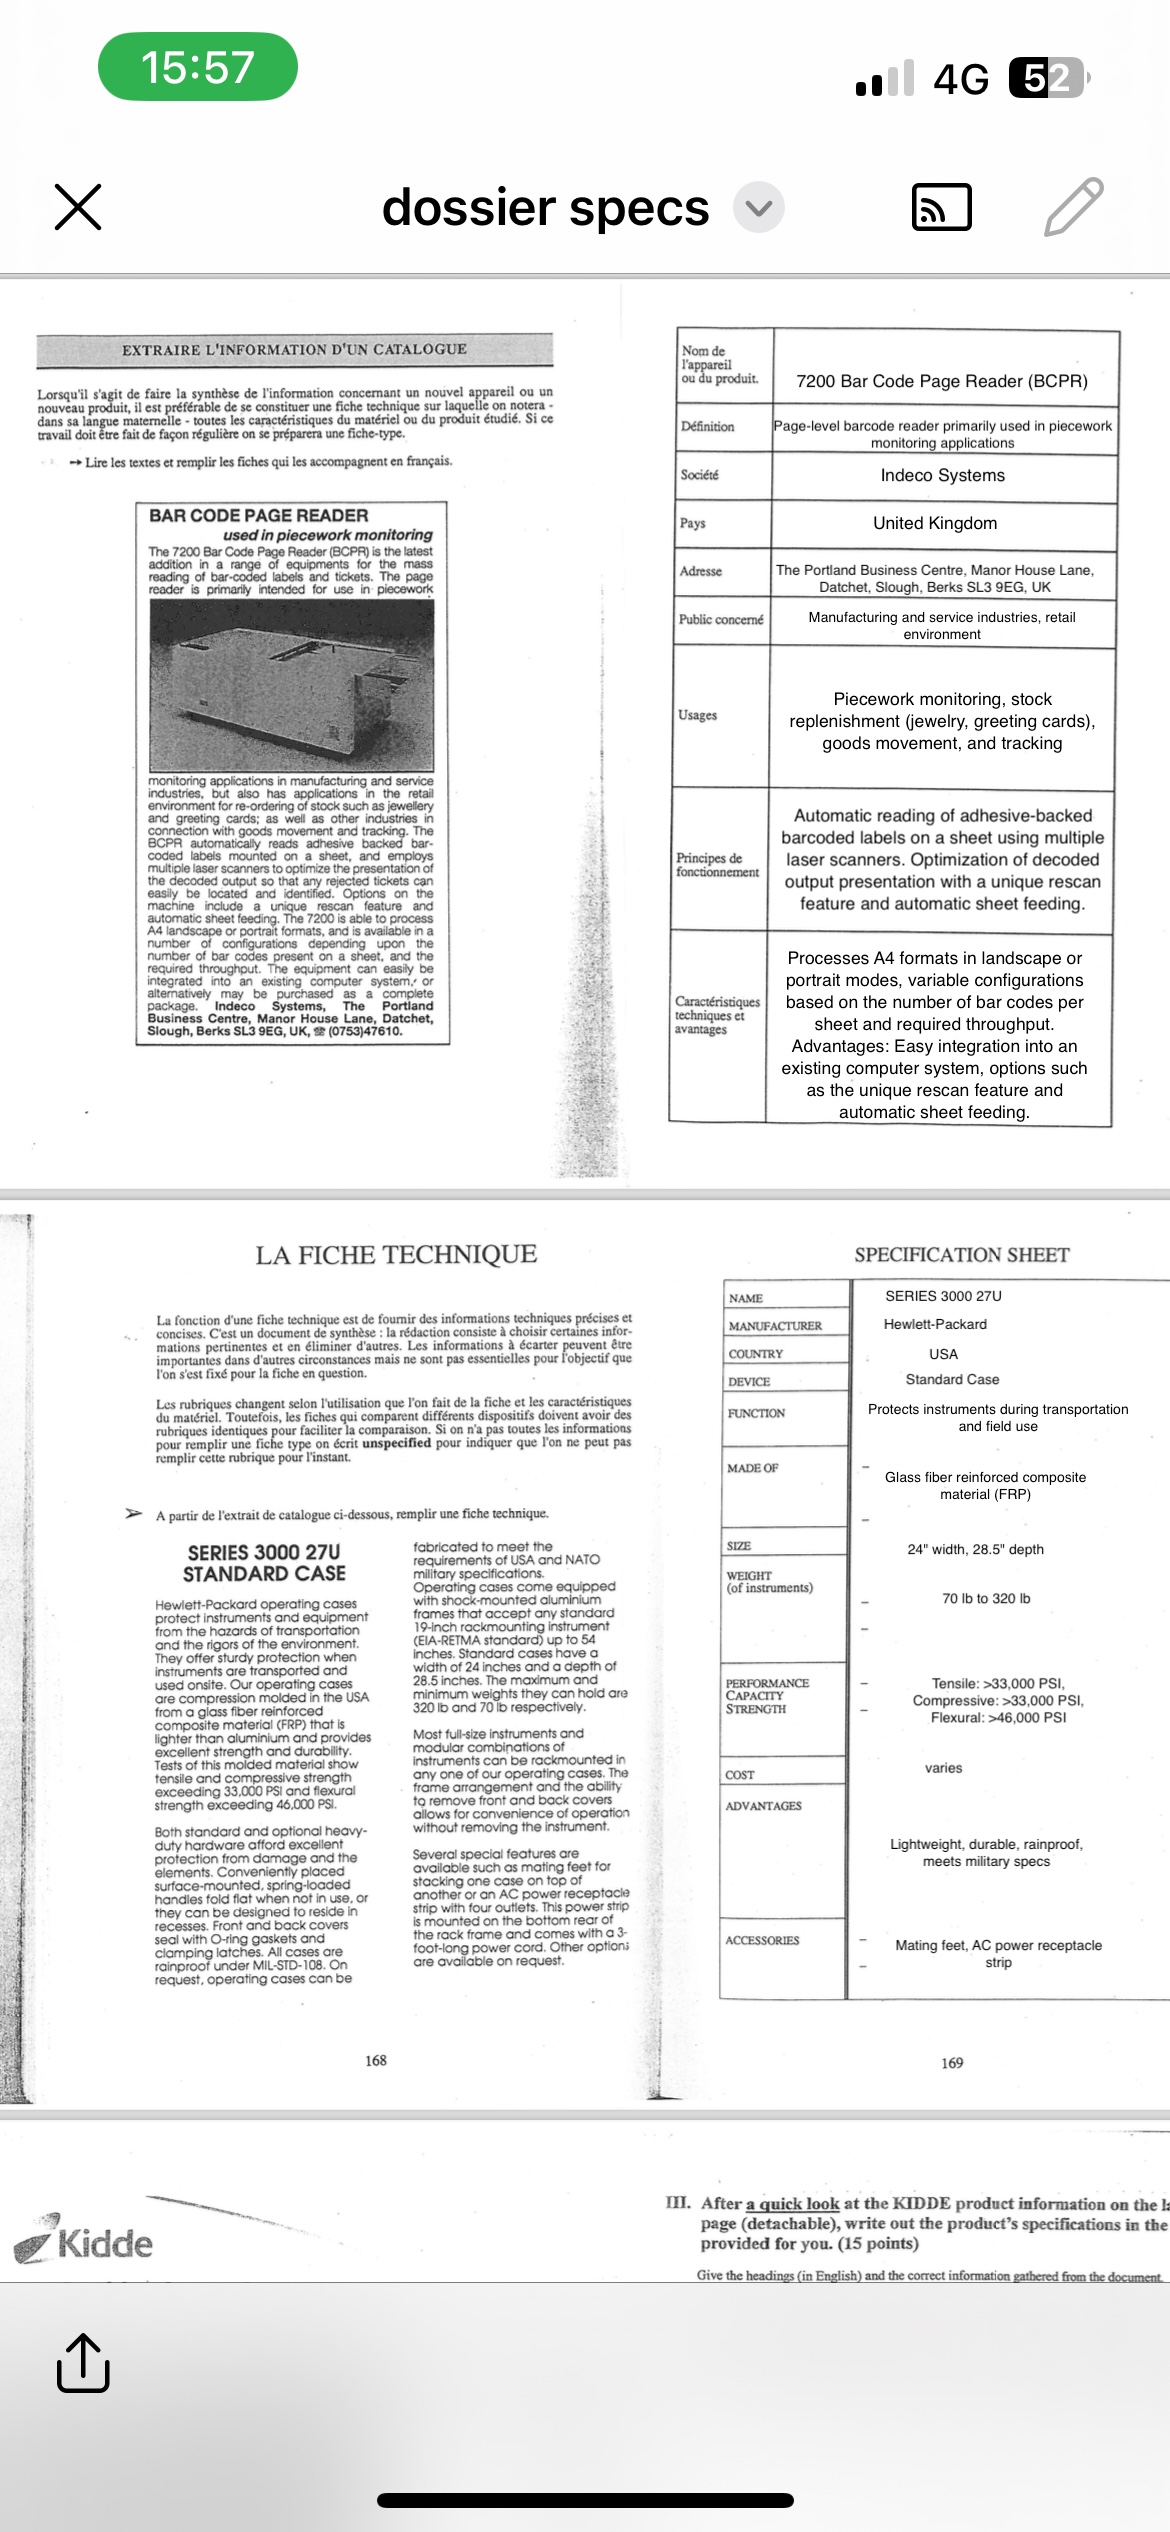 15:57
4G
52
dossier specs
EXTRAIRE L'INFORMATION D'UN CATALOGUE
Lorsqu'il s'agit de faire la synthèse de l'information concernant un nouvel appareil ou un
nouveau produit, il est préférable de se constituer une fiche technique sur laquelle on notera -
dans sa langue maternelle - toutes les caractéristiques du matériel ou du produit étudié. Si ce
travail doit être fait de façon régulière on se préparera une fiche-type.
→ Lire les textes et remplir les fiches qui les accompagnent en français.
BAR CODE PAGE READER
used in piecework monitoring
The 7200 Bar Code Page Reader (BCPR) is the latest
addition in a range of equipments for the mass
reading of bar-coded labels and tickets. The page
reader is primarily intended for use in piecework
monitoring applications in manufacturing and service
industries, but also has applications in the retail
environment for re-ordering of stock such as jewellery
and greeting cards; as well as other industries in
connection with goods movement and tracking. The
BCPR automatically reads adhesive backed bar-
coded labels mounted on a sheet, and employs
multiple laser scanners to optimize the presentation of
the decoded output so that any rejected tickets can
easily be located and identified. Options on the
machine include a unique rescan feature and
automatic sheet feeding. The 7200 is able to process
A4 landscape or portrait formats, and is available in a
number of configurations depending upon the
number of bar codes present on a sheet, and the
required throughput. The equipment can easily be
integrated into an existing computer system, or
alternatively may be purchased as a complete
package. Indeco Systems, The Portland
Business Centre, Manor House Lane, Datchet,
Slough, Berks SL3 9EG, UK, ☎ (0753)47610.
Nom de
l'appareil
ou du produit.
7200 Bar Code Page Reader (BCPR)
Définition
Page-level barcode reader primarily used in piecework
monitoring applications
Société
Indeco Systems
Pays
United Kingdom
Adresse
The Portland Business Centre, Manor House Lane,
Datchet, Slough, Berks SL3 9EG, UK
Public concerné
Manufacturing and service industries, retail
environment
Usages
Piecework monitoring, stock
replenishment (jewelry, greeting cards),
goods movement, and tracking
Principes de
fonctionnement
Automatic reading of adhesive-backed
barcoded labels on a sheet using multiple
laser scanners. Optimization of decoded
output presentation with a unique rescan
feature and automatic sheet feeding.
Caractéristiques
techniques et
avantages
Processes A4 formats in landscape or
portrait modes, variable configurations
based on the number of bar codes per
sheet and required throughput.
Advantages: Easy integration into an
existing computer system, options such
as the unique rescan feature and
automatic sheet feeding.
LA FICHE TECHNIQUE
La fonction d'une fiche technique est de fournir des informations techniques précises et
concises. C'est un document de synthèse : la rédaction consiste à choisir certaines infor-
mations pertinentes et en éliminer d'autres. Les informations à écarter peuvent être
importantes dans d'autres circonstances mais ne sont pas essentielles pour l'objectif que
l'on s'est fixé pour la fiche en question.
Les rubriques changent selon l'utilisation que l'on fait de la fiche et les caractéristiques
du matériel. Toutefois, les fiches qui comparent différents dispositifs doivent avoir des
rubriques identiques pour faciliter la comparaison. Si on n'a pas toutes les informations
pour remplir une fiche type on écrit unspecified pour indiquer que l'on ne peut pas
remplir cette rubrique pour l'instant.
➢ A partir de l'extrait de catalogue ci-dessous, remplir une fiche technique.
SERIES 3000 27U
STANDARD CASE
Hewlett-Packard operating cases
protect instruments and equipment
from the hazards of transportation
and the rigors of the environment.
They offer sturdy protection when
instruments are transported and
used onsite. Our operating cases
are compression molded in the USA
from a glass fiber reinforced
composite material (FRP) that is
lighter than aluminium and provides
excellent strength and durability.
Tests of this molded material show
tensile and compressive strength
exceeding 33,000 PSI and flexural
strength exceeding 46,000 PSI.
Both standard and optional heavy-
duty hardware afford excellent
protection from damage and the
elements. Conveniently placed
surface-mounted, spring-loaded
handles fold flat when not in use, or
they can be designed to reside in
recesses. Front and back covers
seal with O-ring gaskets and
clamping latches. All cases are
rainproof under MIL-STD-108. On
request, operating cases can be
fabricated to meet the
requirements of USA and NATO
military specifications.
Operating cases come equipped
with shock-mounted aluminium
frames that accept any standard
19-inch rackmounting instrument
(EIA-RETMA standard) up to 54
inches. Standard cases have a
width of 24 inches and a depth of
28.5 inches. The maximum and
minimum weights they can hold are
320 lb and 70 lb respectively.
Most full-size instruments and
modular combinations of
instruments can be rackmounted in
any one of our operating cases. The
frame arrangement and the ability
to remove front and back covers
allows for convenience of operation
without removing the instrument.
Several special features are
available such as mating feet for
stacking one case on top of
another or an AC power receptacle
strip with four outlets. This power strip
is mounted on the bottom rear of
the rack frame and comes with a 3-
foot-long power cord. Other options
are available on request.
168
SPECIFICATION SHEET
NAME
SERIES 3000 27U
MANUFACTURER
Hewlett-Packard
COUNTRY
USA
DEVICE
Standard Case
FUNCTION
Protects instruments during transportation
and field use
MADE OF
Glass fiber reinforced composite
material (FRP)
SIZE
24" width, 28.5" depth
WEIGHT
(of instruments)
70 lb to 320 lb
PERFORMANCE
CAPACITY
STRENGTH
Tensile: >33,000 PSI,
Compressive: >33,000 PSI,
Flexural: >46,000 PSI
COST
varies
ADVANTAGES
Lightweight, durable, rainproof,
meets military specs
ACCESSORIES
Mating feet, AC power receptacle
strip
169
Kidde
III. After a quick look at the KIDDE product information on the la
page (detachable), write out the product's specifications in the
provided for you. (15 points)
Give the headings (in English) and the correct information gathered from the document.